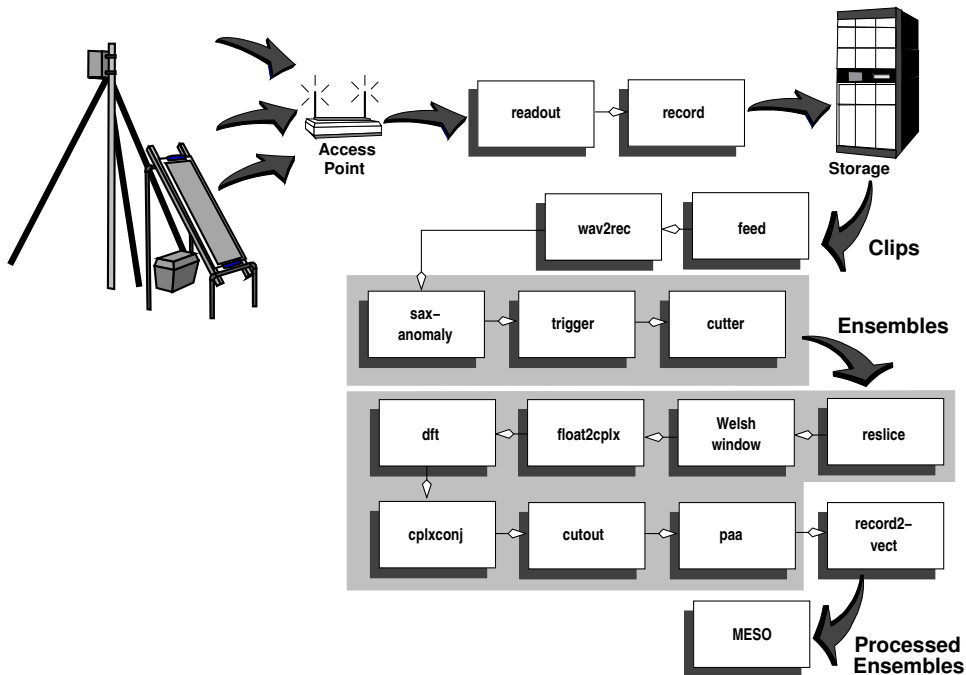 readout
record
Access
Point
Storage
wav2rec
feed
Clips
sax–
anomaly
trigger
cutter
Ensembles
dft
float2cplx
Welsh
window
reslice
cplxconj
cutout
paa
record2–
vect
MESO
Processed
Ensembles